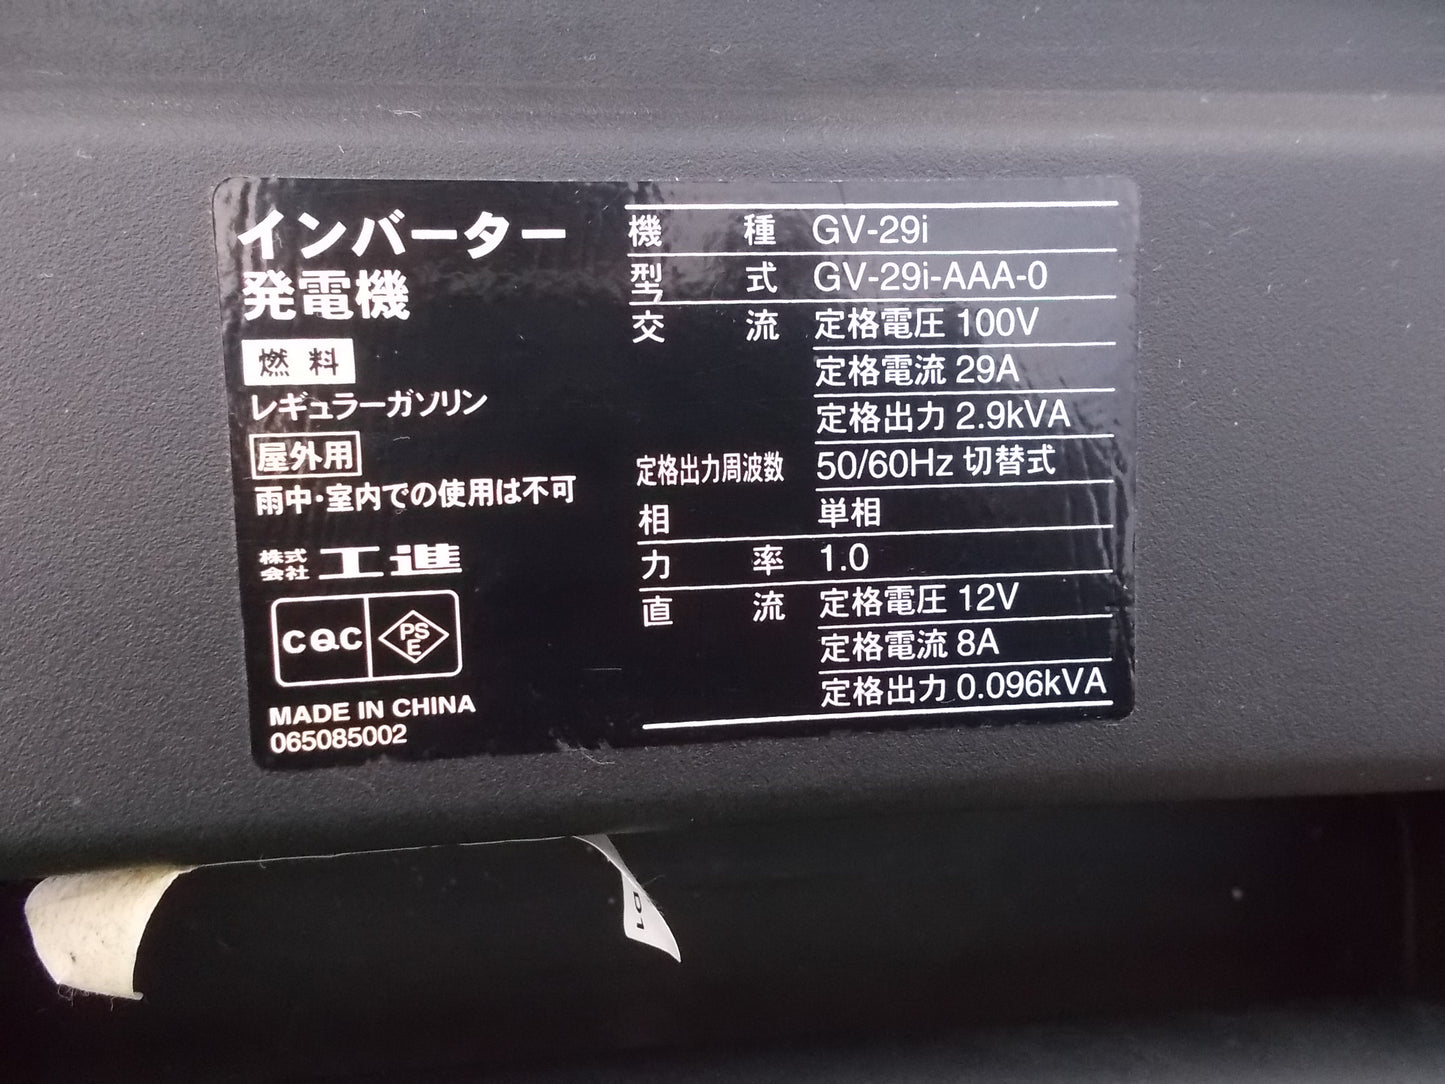 インバーター
発電機
燃料
レギュラーガソリン
屋外用
雨中・室内での使用は不可
株式会社 工進
CQC
PSE
MADE IN CHINA
065085002
機種 GV-29i
型式 GV-29i-AAA-0
交流 定格電圧 100V
定格電流 29A
定格出力 2.9kVA
定格出力周波数 50/60Hz 切替式
相 単相
力率 1.0
直流 定格電圧 12V
定格電流 8A
定格出力 0.096kVA